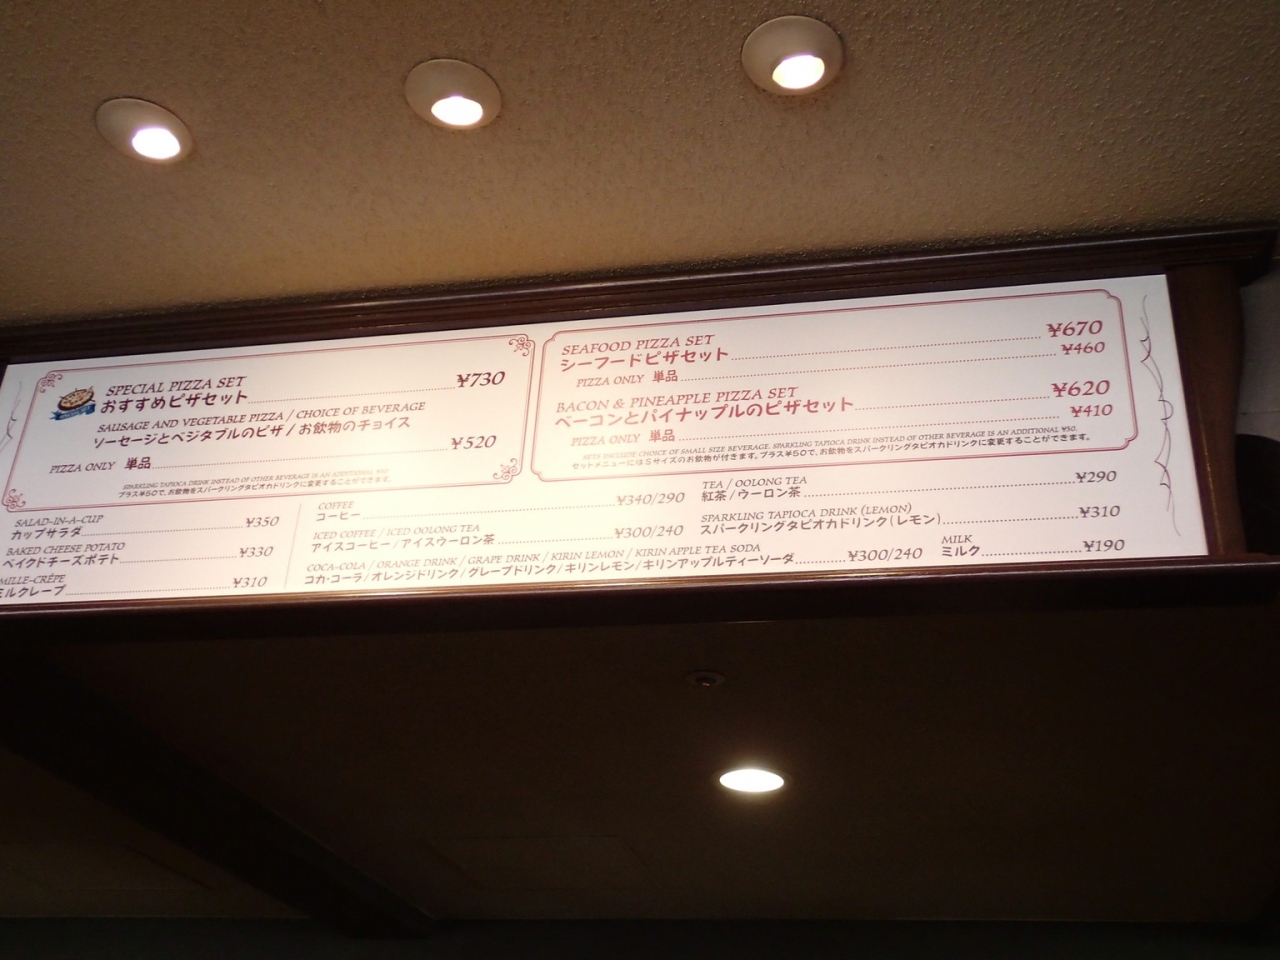 SPECIAL PIZZA SET
おすすめピザセット ¥730
SAUSAGE AND VEGETABLE PIZZA / CHOICE OF BEVERAGE
ソーセージとベジタブルのピザ / お飲物のチョイス
PIZZA ONLY 単品 ¥520
SPARKLING TAPIOCA DRINK INSTEAD OF OTHER BEVERAGE IS AN ADDITIONAL ¥50.
プラス¥50で、お飲物をスパークリングタピオカドリンクに変更することができます。
SEAFOOD PIZZA SET
シーフードピザセット ¥670
PIZZA ONLY 単品 ¥460
BACON & PINEAPPLE PIZZA SET
ベーコンとパイナップルのピザセット ¥620
PIZZA ONLY 単品 ¥410
SETS INCLUDE CHOICE OF SMALL SIZE BEVERAGE. SPARKLING TAPIOCA DRINK INSTEAD OF OTHER BEVERAGE IS AN ADDITIONAL ¥50.
セットメニューにはSサイズのお飲物が付きます。プラス¥50で、お飲物をスパークリングタピオカドリンクに変更することができます。
SALAD-IN-A-CUP
カップサラダ ¥350
BAKED CHEESE POTATO
ベイクドチーズポテト ¥330
MILLE-CRÊPE
ミルクレープ ¥310
COFFEE
コーヒー ¥340/290
ICED COFFEE / ICED OOLONG TEA
アイスコーヒー / アイスウーロン茶 ¥300/240
COCA-COLA / ORANGE DRINK / GRAPE DRINK / KIRIN LEMON / KIRIN APPLE TEA SODA
コカ·コーラ / オレンジドリンク / グレープドリンク / キリンレモン / キリンアップルティーソーダ ¥300/240
TEA / OOLONG TEA
紅茶 / ウーロン茶 ¥290
SPARKLING TAPIOCA DRINK (LEMON)
スパークリングタピオカドリンク(レモン) ¥310
MILK
ミルク ¥190